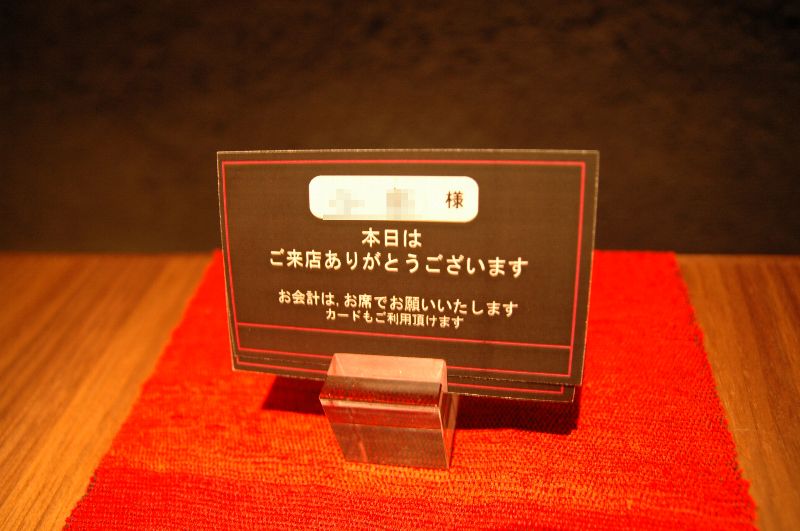 様
本日は
ご来店ありがとうございます
お会計は,お席でお願いいたします
カードもご利用頂けます